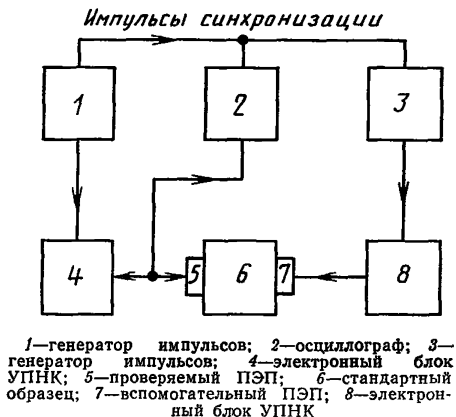 Импульсы синхронизации
1
2
3
4
5
6
7
8
1—генератор импульсов; 2—осциллограф; 3—
генератор импульсов; 4—электронный блок
УПНК; 5—проверяемый ПЭП; 6—стандартный
образец; 7—вспомогательный ПЭП; 8—электрон-
ный блок УПНК